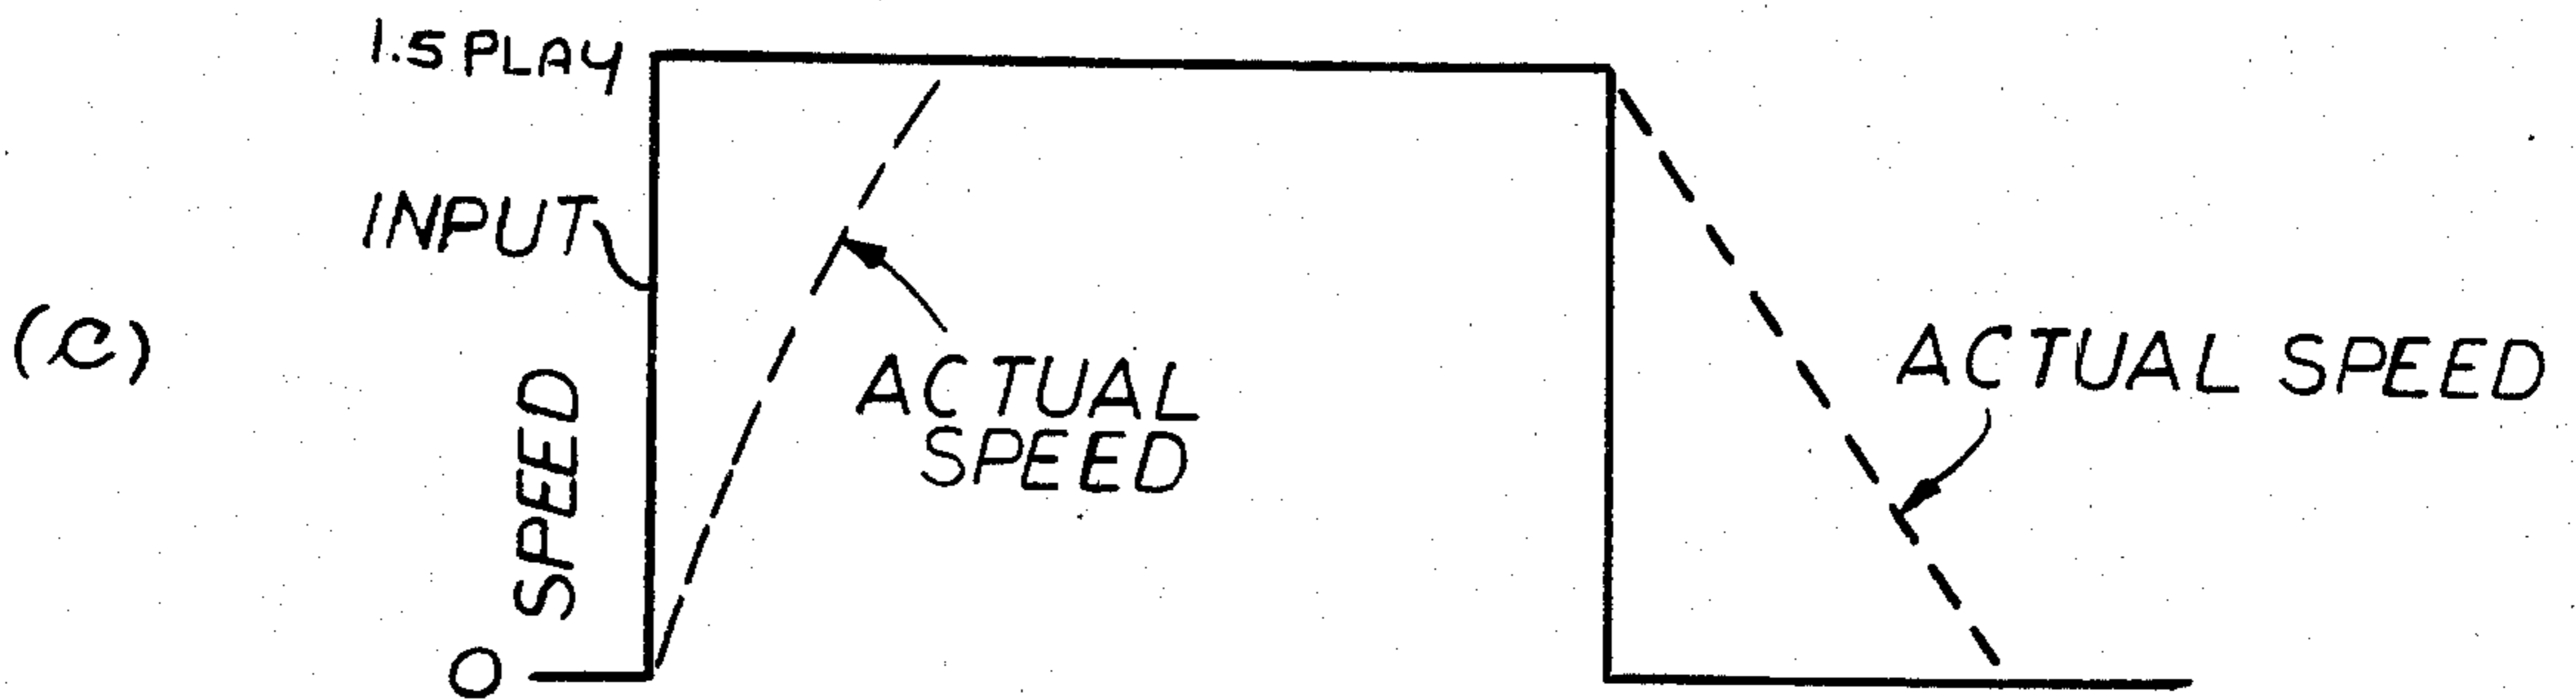 1.5 PLAY
INPUT
(C)
SPEED
ACTUAL
SPEED
ACTUAL SPEED
0